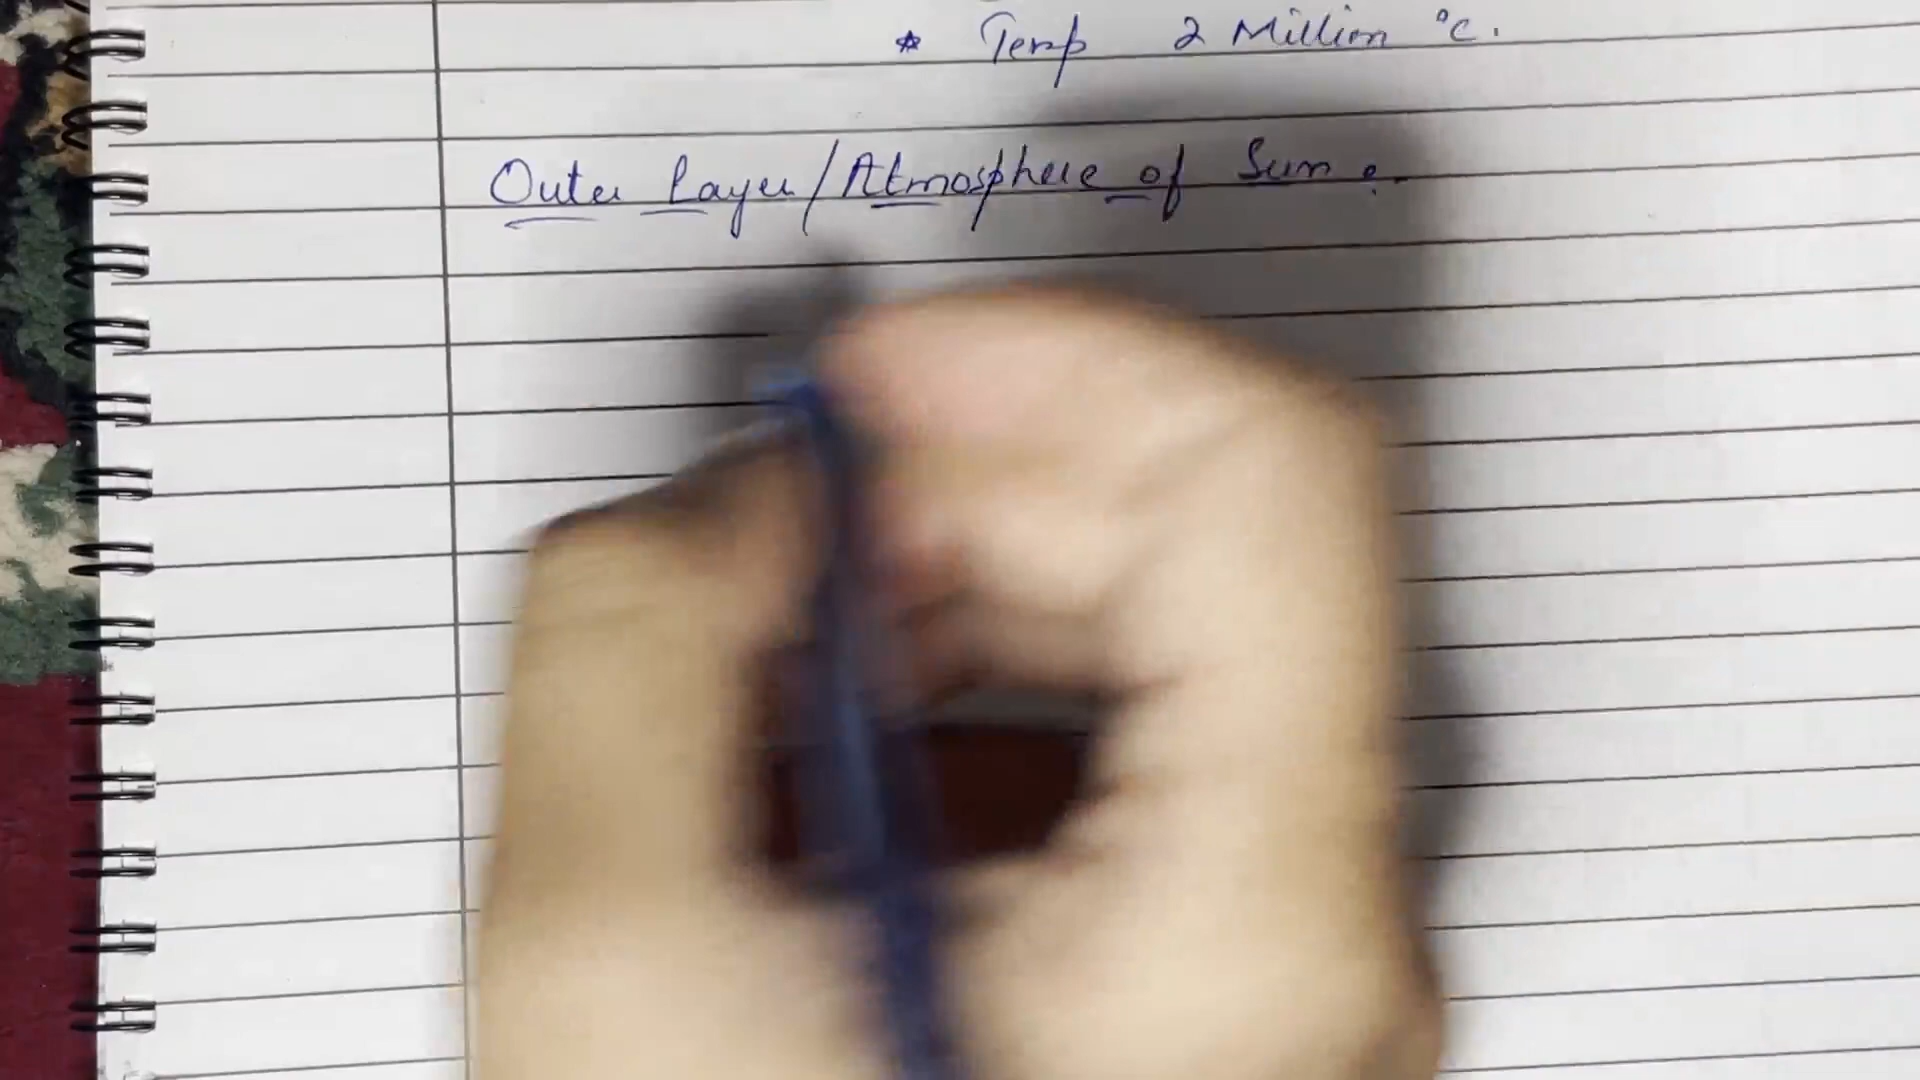 ☆ Temp 2 Million °C.
Outer Layer/Atmosphere of Sun :-